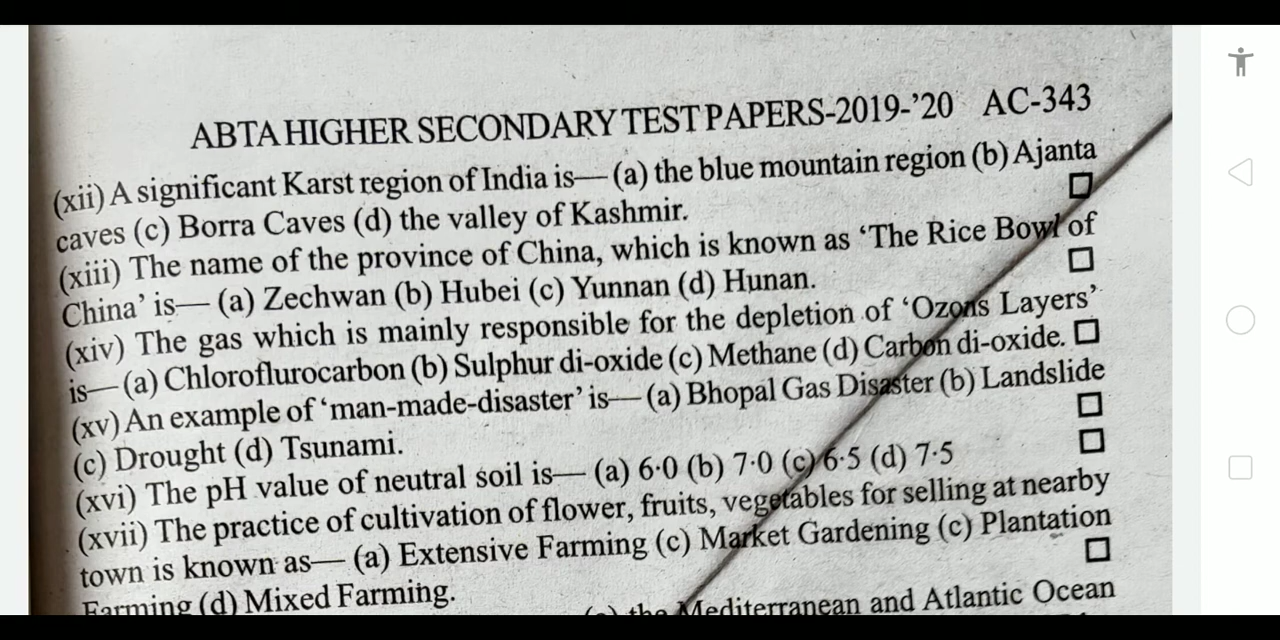 ABTA HIGHER SECONDARY TEST PAPERS-2019-'20 AC-343
(xii) A significant Karst region of India is— (a) the blue mountain region (b) Ajanta
caves (c) Borra Caves (d) the valley of Kashmir.
(xiii) The name of the province of China, which is known as 'The Rice Bowl of
China' is— (a) Zechwan (b) Hubei (c) Yunnan (d) Hunan.
(xiv) The gas which is mainly responsible for the depletion of 'Ozons Layers'
is— (a) Chloroflurocarbon (b) Sulphur di-oxide (c) Methane (d) Carbon di-oxide.
(xv) An example of 'man-made-disaster' is— (a) Bhopal Gas Disaster (b) Landslide
(c) Drought (d) Tsunami.
(xvi) The pH value of neutral soil is— (a) 6·0 (b) 7·0 (c) 6·5 (d) 7·5
(xvii) The practice of cultivation of flower, fruits, vegetables for selling at nearby
town is known as— (a) Extensive Farming (c) Market Gardening (c) Plantation
Farming (d) Mixed Farming.
the Mediterranean and Atlantic Ocean